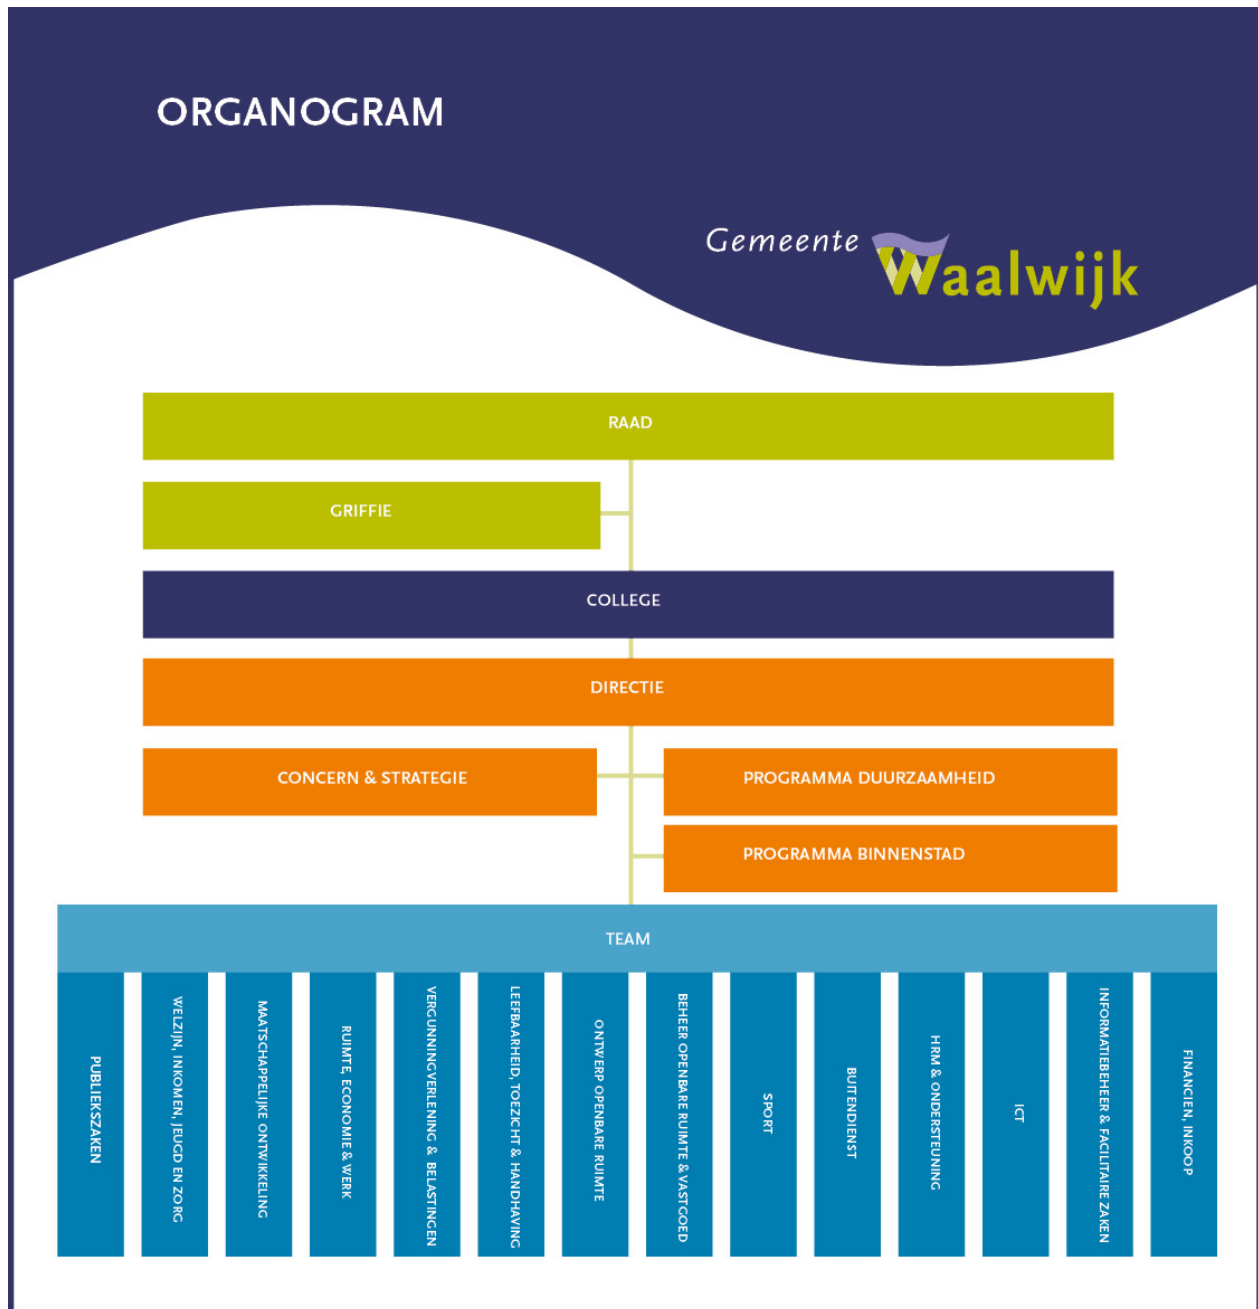 ORGANOGRAM
Gemeente
Waalwijk
RAAD
GRIFFIE
COLLEGE
DIRECTIE
CONCERN & STRATEGIE
PROGRAMMA DUURZAAMHEID
PROGRAMMA BINNENSTAD
TEAM
PUBLIEKSZAKEN
WELZIJN, INKOMEN, JEUGD EN ZORG
MAATSCHAPPELIJKE ONTWIKKELING
RUIMTE, ECONOMIE & WERK
VERGUNNINGVERLENING & BELASTINGEN
LEEFBAARHEID, TOEZICHT & HANDHAVING
ONTWERP OPENBARE RUIMTE
BEHEER OPENBARE RUIMTE & VASTGOED
SPORT
BUITENDIENST
HRM & ONDERSTEUNING
ICT
INFORMATIEBEHEER & FACILITAIRE ZAKEN
FINANCIEN, INKOOP